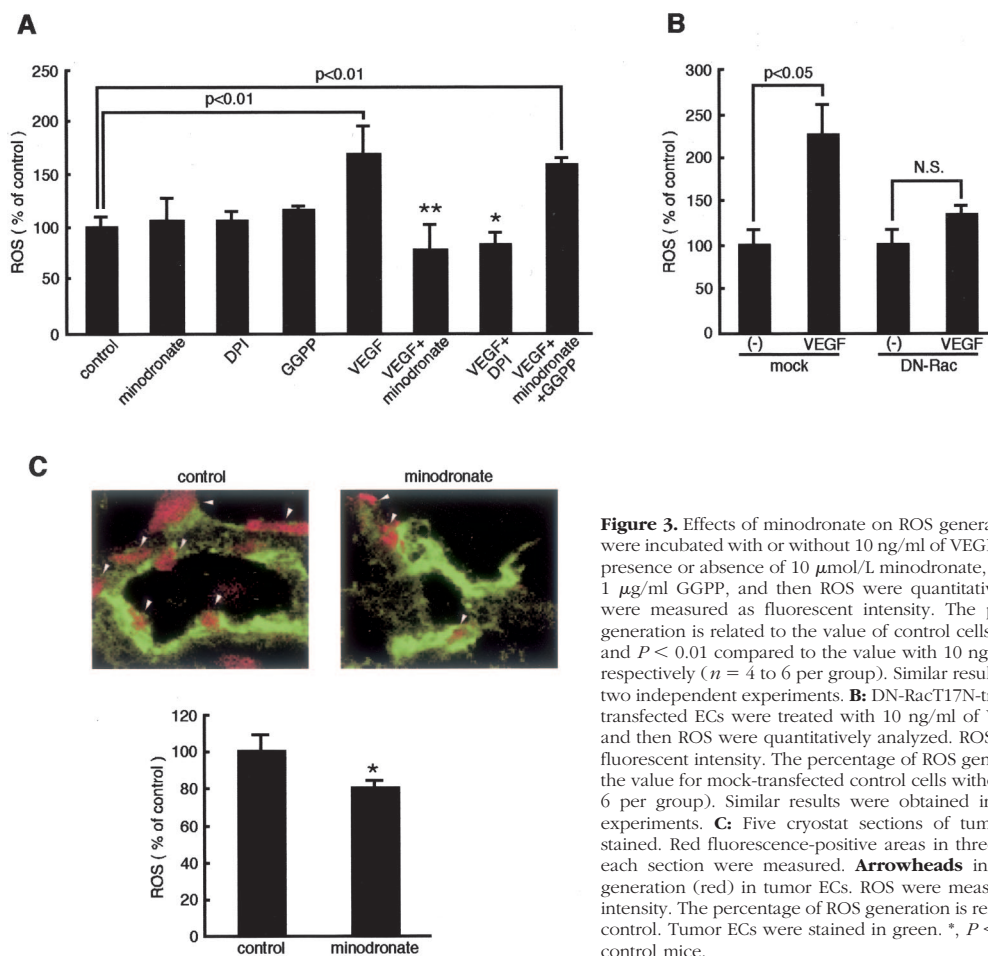 A
250
200
150
100
50
0
ROS ( % of control )
p<0.01
p<0.01
**
*
control
minodronate
DPI
GGPP
VEGF
VEGF+
minodronate
VEGF+
DPI
VEGF+
minodronate
+GGPP
B
300
250
200
150
100
50
0
ROS ( % of control )
p<0.05
N.S.
(-)
VEGF
(-)
VEGF
mock
DN-Rac
C
control
minodronate
120
100
80
60
40
20
0
ROS ( % of control )
*
control
minodronate
Figure 3. Effects of minodronate on ROS genera
were incubated with or without 10 ng/ml of VEGF
presence or absence of 10 μmol/L minodronate,
1 μg/ml GGPP, and then ROS were quantitativ
were measured as fluorescent intensity. The p
generation is related to the value of control cells
and P < 0.01 compared to the value with 10 ng
respectively (n = 4 to 6 per group). Similar resul
two independent experiments. B: DN-RacT17N-tr
transfected ECs were treated with 10 ng/ml of V
and then ROS were quantitatively analyzed. ROS
fluorescent intensity. The percentage of ROS gen
the value for mock-transfected control cells witho
6 per group). Similar results were obtained in
experiments. C: Five cryostat sections of tum
stained. Red fluorescence-positive areas in three
each section were measured. Arrowheads in
generation (red) in tumor ECs. ROS were meas
intensity. The percentage of ROS generation is re
control. Tumor ECs were stained in green. *, P <
control mice.